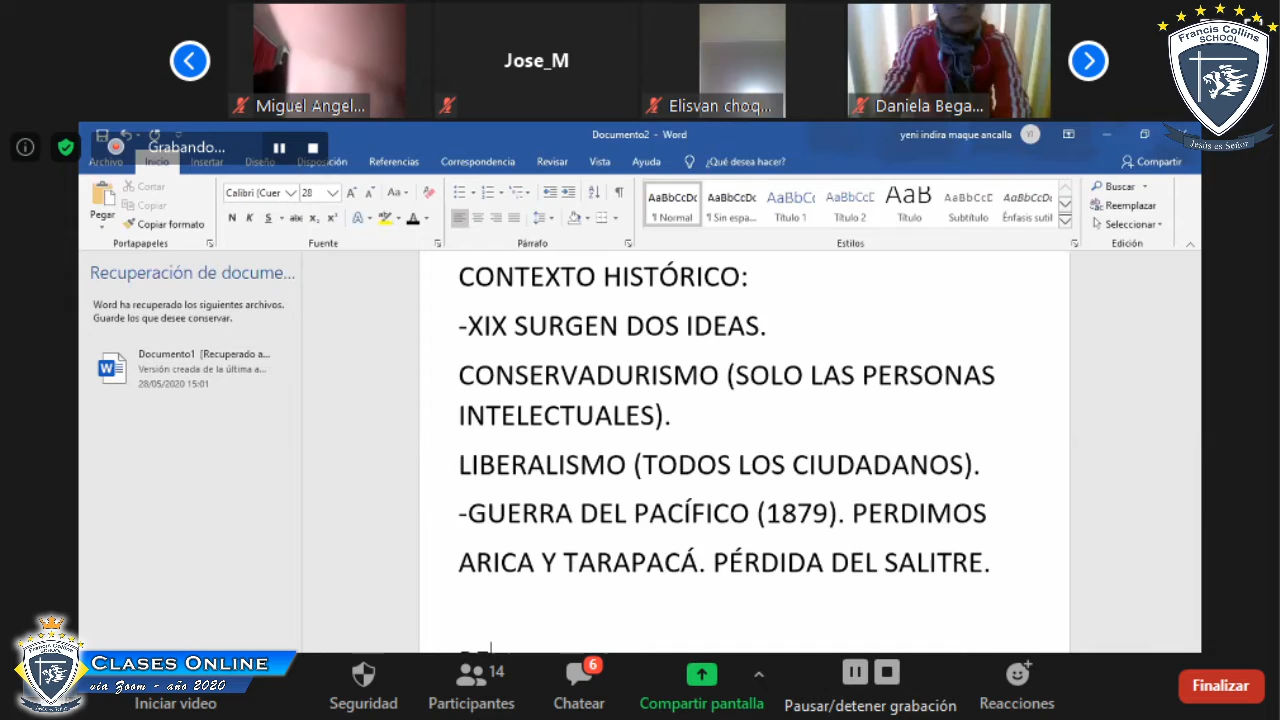 Jose_M
Miguel Angel...
Elisvan choq...
Daniela Bega...
Francis Collins
SCHOOL
Jesús es Señor
Grabando...
Documento2 - Word
yeni indira maque ancalla
YI
Archivo Inicio Insertar Diseño Disposición Referencias Correspondencia Revisar Vista Ayuda ¿Qué desea hacer? Compartir
Pegar
Cortar
Copiar
Copiar formato
Calibri (Cuer 28
N K S abc x₂ x²
AaBbCcDc AaBbCcDc AaBbC AaBbCcD AaB AaBbCcD AaBbCcDc
¶ Normal ¶ Sin espa... Título 1 Título 2 Título Subtítulo Énfasis sutil
Buscar
Reemplazar
Seleccionar
Portapapeles Fuente Párrafo Estilos Edición
Recuperación de docume...
Word ha recuperado los siguientes archivos.
Guarde los que desee conservar.
Documento1 [Recuperado a...
Versión creada de la última a...
28/05/2020 15:01
CONTEXTO HISTÓRICO:
-XIX SURGEN DOS IDEAS.
CONSERVADURISMO (SOLO LAS PERSONAS
INTELECTUALES).
LIBERALISMO (TODOS LOS CIUDADANOS).
-GUERRA DEL PACÍFICO (1879). PERDIMOS
ARICA Y TARAPACÁ. PÉRDIDA DEL SALITRE.
CLASES ONLINE
via Zoom - año 2020
Iniciar video
Seguridad
14
Participantes
6
Chatear
Compartir pantalla
Pausar/detener grabación
Reacciones
Finalizar